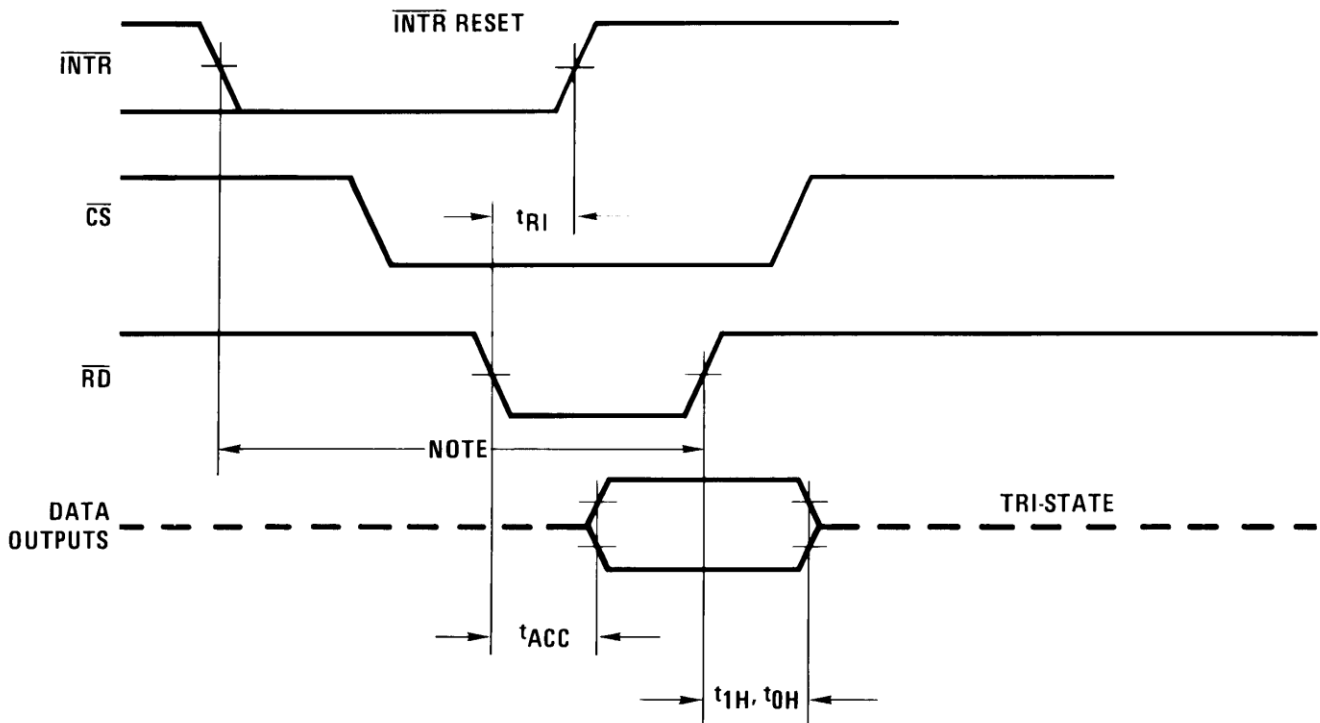 INTR RESET
INTR
CS
tRI
RD
NOTE
DATA
OUTPUTS
TRI-STATE
tACC
t1H, t0H